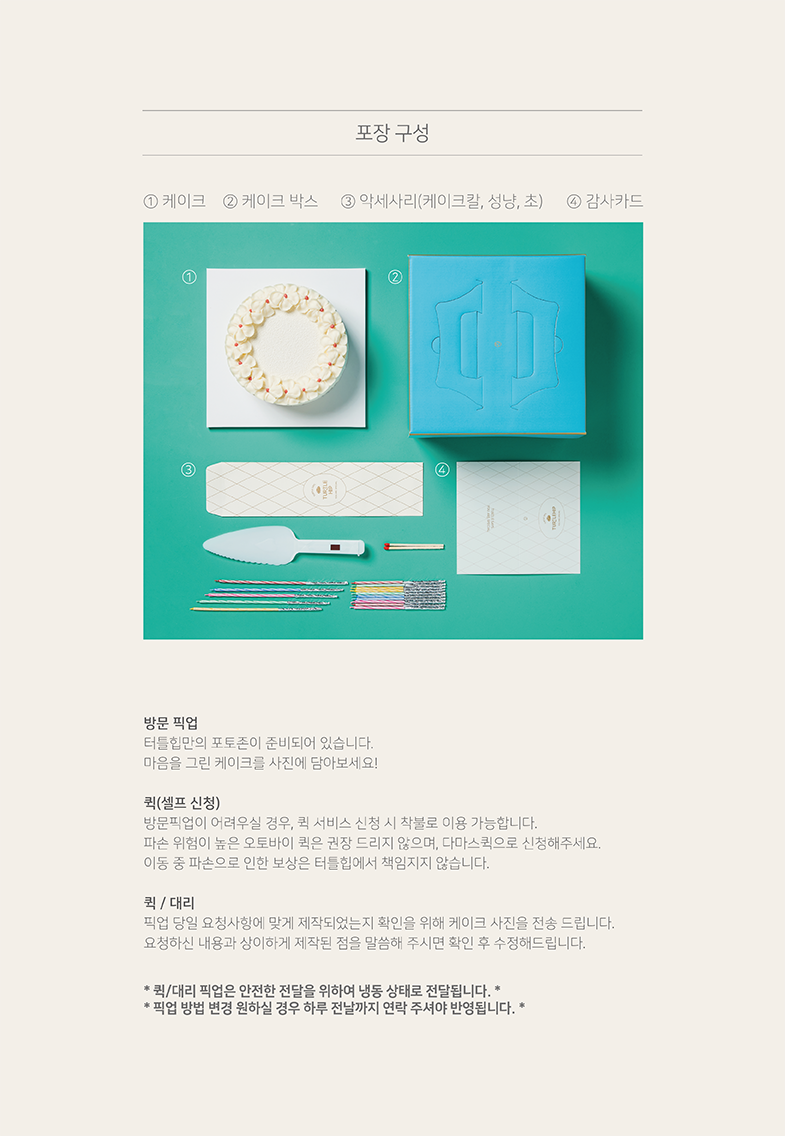 포장 구성
① 케이크 ② 케이크 박스 ③ 악세사리(케이크칼, 성냥, 초) ④ 감사카드
①
②
③
④
TURTLE
HIP
TURTLE HIP
방문 픽업
터틀힙만의 포토존이 준비되어 있습니다.
마음을 그린 케이크를 사진에 담아보세요!
퀵(셀프 신청)
방문픽업이 어려우실 경우, 퀵 서비스 신청 시 착불로 이용 가능합니다.
파손 위험이 높은 오토바이 퀵은 권장 드리지 않으며, 다마스퀵으로 신청해주세요.
이동 중 파손으로 인한 보상은 터틀힙에서 책임지지 않습니다.
퀵 / 대리
픽업 당일 요청사항에 맞게 제작되었는지 확인을 위해 케이크 사진을 전송 드립니다.
요청하신 내용과 상이하게 제작된 점을 말씀해 주시면 확인 후 수정해드립니다.
* 퀵/대리 픽업은 안전한 전달을 위하여 냉동 상태로 전달됩니다. *
* 픽업 방법 변경 원하실 경우 하루 전날까지 연락 주셔야 반영됩니다. *